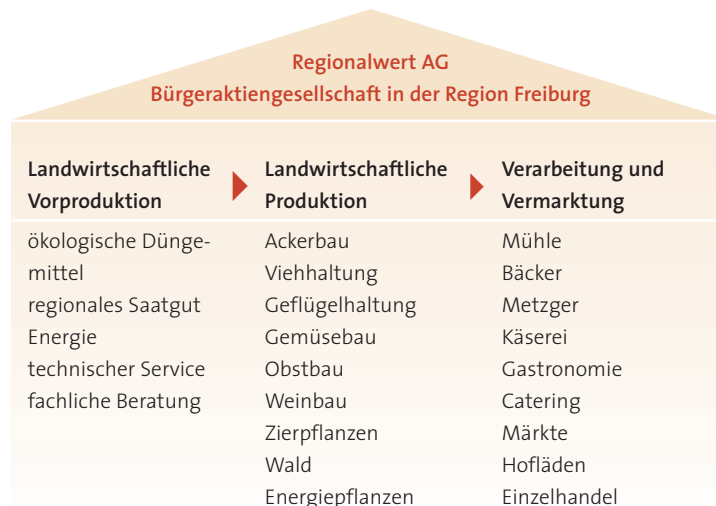 Regionalwert AG
Bürgeraktiengesellschaft in der Region Freiburg
Landwirtschaftliche
Vorproduktion
ökologische Dünge-
mittel
regionales Saatgut
Energie
technischer Service
fachliche Beratung
Landwirtschaftliche
Produktion
Ackerbau
Viehhaltung
Geflügelhaltung
Gemüsebau
Obstbau
Weinbau
Zierpflanzen
Wald
Energiepflanzen
Verarbeitung und
Vermarktung
Mühle
Bäcker
Metzger
Käserei
Gastronomie
Catering
Märkte
Hofläden
Einzelhandel